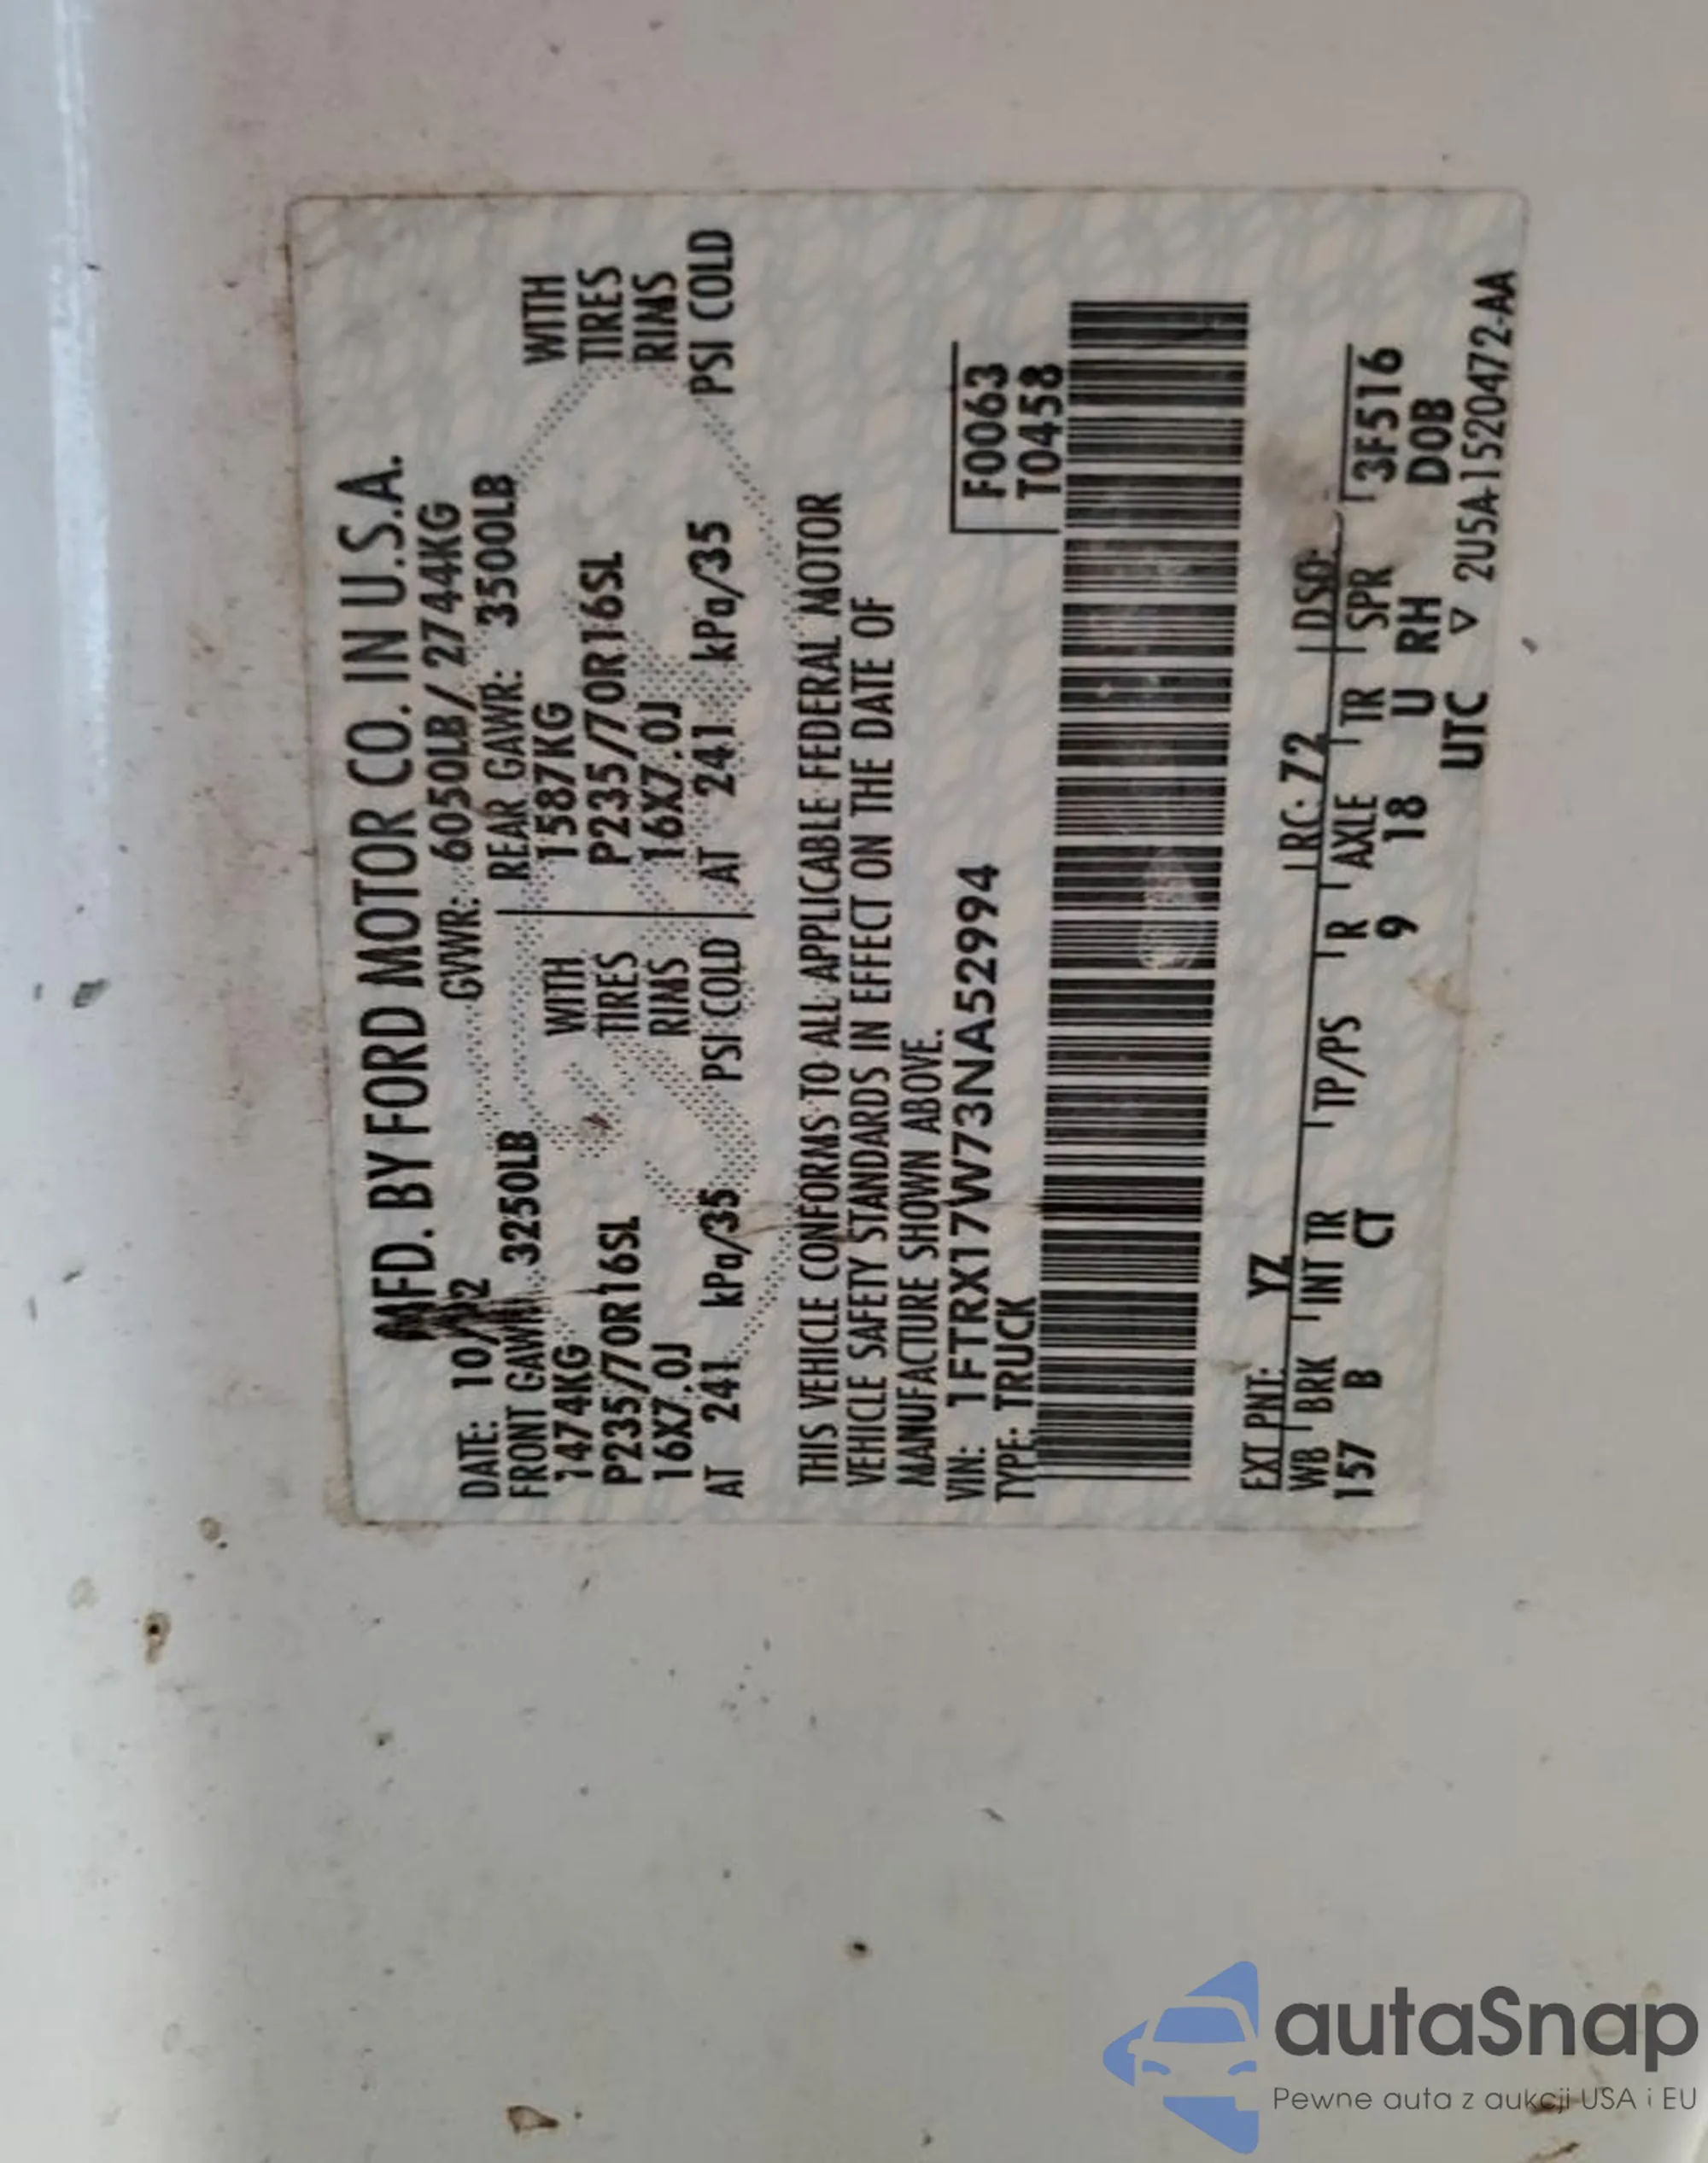 MFD. BY FORD MOTOR CO. IN U.S.A.
DATE: 10/02 GVWR: 6050LB/ 2744KG
FRONT GAWR: 3250LB REAR GAWR: 3500LB
1474KG WITH 1587KG WITH
P235/70R16SL TIRES P235/70R16SL TIRES
16X7.0J RIMS 16X7.0J RIMS
AT 241 kPa/35 PSI COLD AT 241 kPa/35 PSI COLD
THIS VEHICLE CONFORMS TO ALL APPLICABLE FEDERAL MOTOR
VEHICLE SAFETY STANDARDS IN EFFECT ON THE DATE OF
MANUFACTURE SHOWN ABOVE.
VIN: 1FTRX17W73NA52994 F0063
TYPE: TRUCK T0458
EXT PNT: YZ RC: 72 DSO:
WB BRK INT TR TP/PS R AXLE TR SPR 3F516
157 B CT 9 18 U RH DOB
UTC ▽ 2U5A-1520472-AA
autaSnap
Pewne auta z aukcji USA i EU